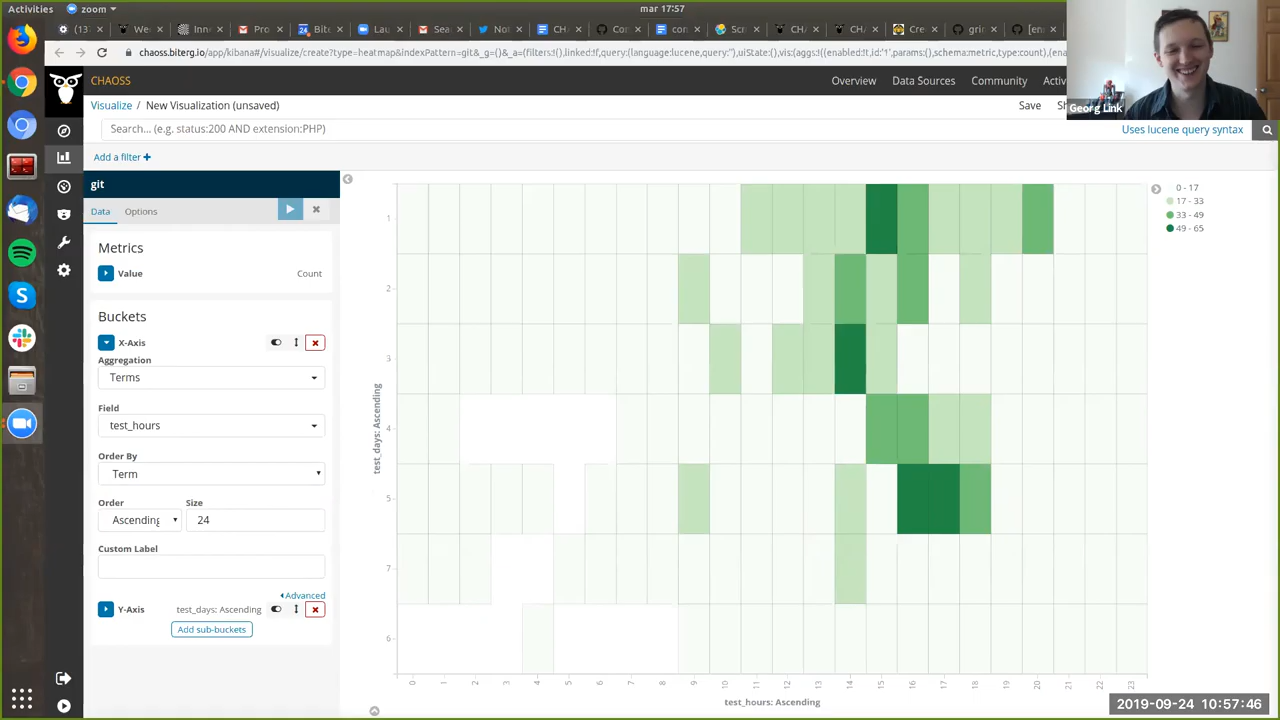 Activities
zoom
mar 17:57
chaoss.biterg.io/app/kibana#/visualize/create?type=heatmap&indexPattern=git&_g=()&_a=(filters:!(),linked:!f,query:(language:lucene,query:''),uiState:(),vis:(aggs:!((enabled:!t,id:'1',params:(),schema:metric,type:count),(en
CHAOSS
Overview
Data Sources
Community
Georg Link
Visualize / New Visualization (unsaved)
Save
Search... (e.g. status:200 AND extension:PHP)
Uses lucene query syntax
Add a filter
git
Data
Options
Metrics
Value
Count
Buckets
X-Axis
Aggregation
Terms
Field
test_hours
Order By
Term
Order
Size
Ascending
24
Custom Label
Advanced
Y-Axis
test_days: Ascending
Add sub-buckets
test_days: Ascending
1
2
3
4
5
7
6
0 1 2 3 4 5 6 7 8 9 10 11 12 13 14 15 16 17 18 19 20 21 22 23
test_hours: Ascending
0 - 17
17 - 33
33 - 49
49 - 65
2019-09-24 10:57:46